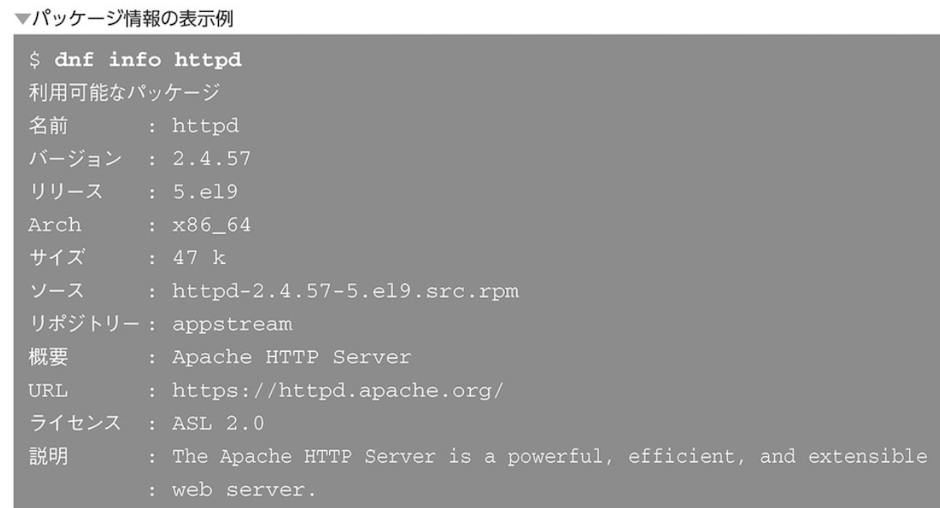 ▼パッケージ情報の表示例
$ dnf info httpd
利用可能なパッケージ
名前 : httpd
バージョン : 2.4.57
リリース : 5.el9
Arch : x86_64
サイズ : 47 k
ソース : httpd-2.4.57-5.el9.src.rpm
リポジトリー : appstream
概要 : Apache HTTP Server
URL : https://httpd.apache.org/
ライセンス : ASL 2.0
説明 : The Apache HTTP Server is a powerful, efficient, and extensible
: web server.